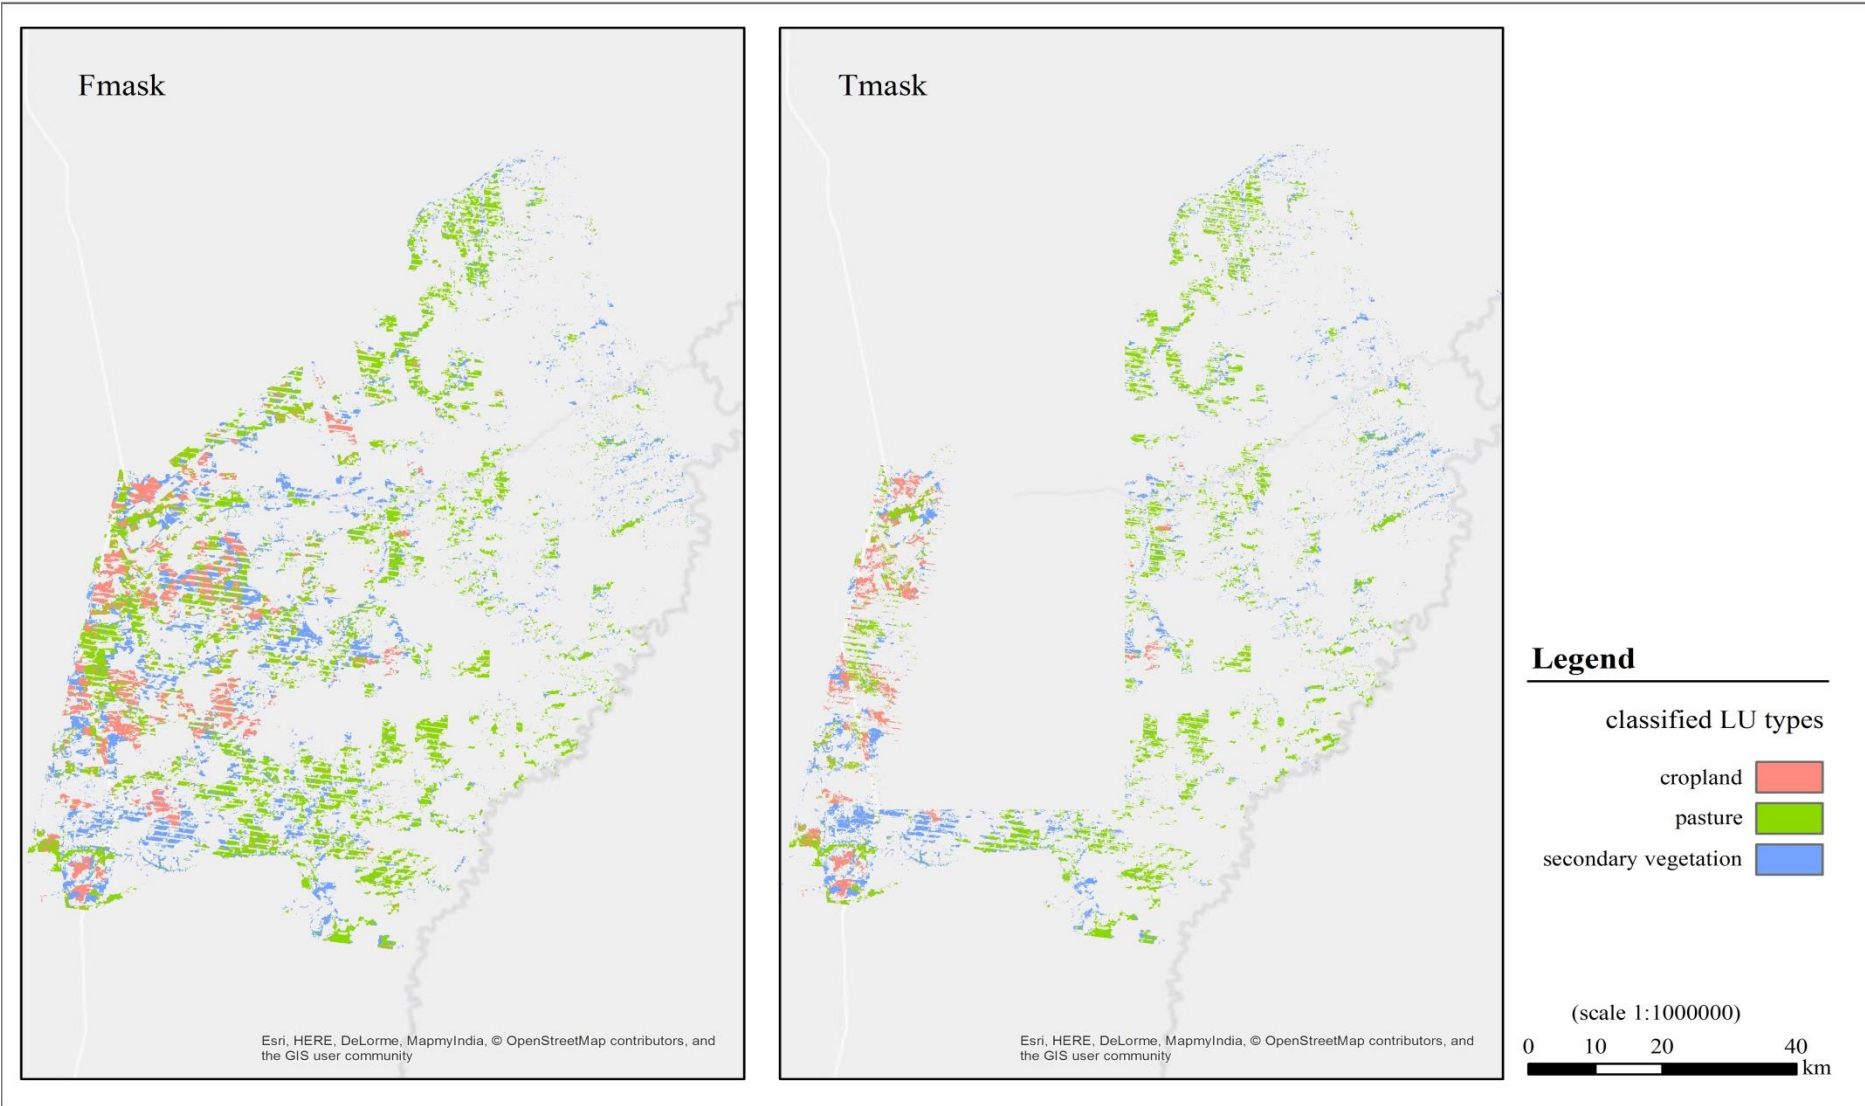 Fmask
Esri, HERE, DeLorme, MapmyIndia, © OpenStreetMap contributors, and
the GIS user community
Tmask
Esri, HERE, DeLorme, MapmyIndia, © OpenStreetMap contributors, and
the GIS user community
Legend
classified LU types
cropland
pasture
secondary vegetation
(scale 1:1000000)
0 10 20 40
km